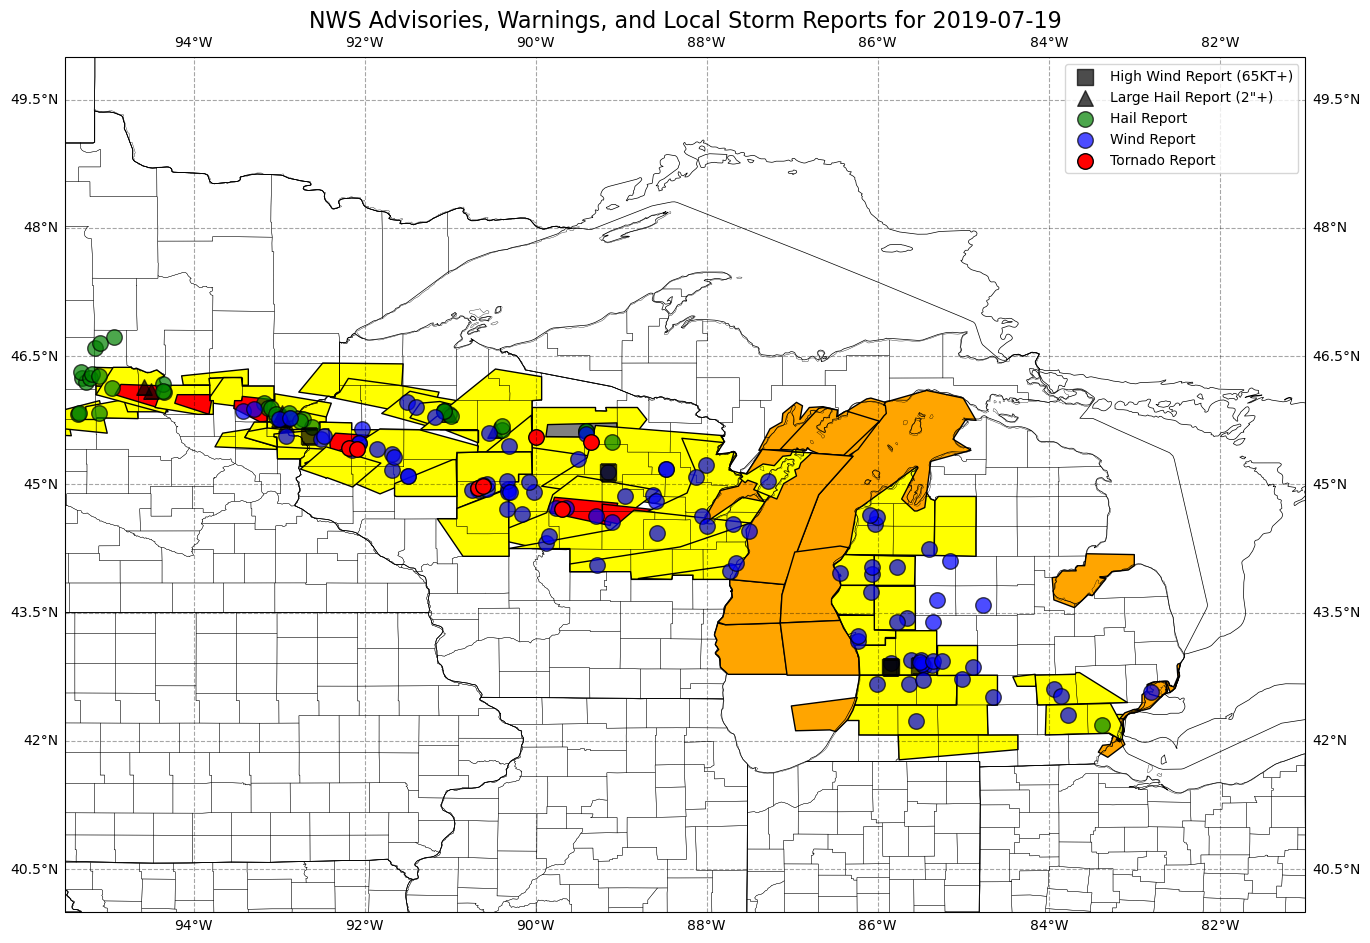 NWS Advisories, Warnings, and Local Storm Reports for 2019-07-19
94°W 92°W 90°W 88°W 86°W 84°W 82°W
High Wind Report (65KT+)
Large Hail Report (2"+)
Hail Report
Wind Report
Tornado Report
49.5°N 49.5°N
48°N 48°N
46.5°N 46.5°N
45°N 45°N
43.5°N 43.5°N
42°N 42°N
40.5°N 40.5°N
94°W 92°W 90°W 88°W 86°W 84°W 82°W